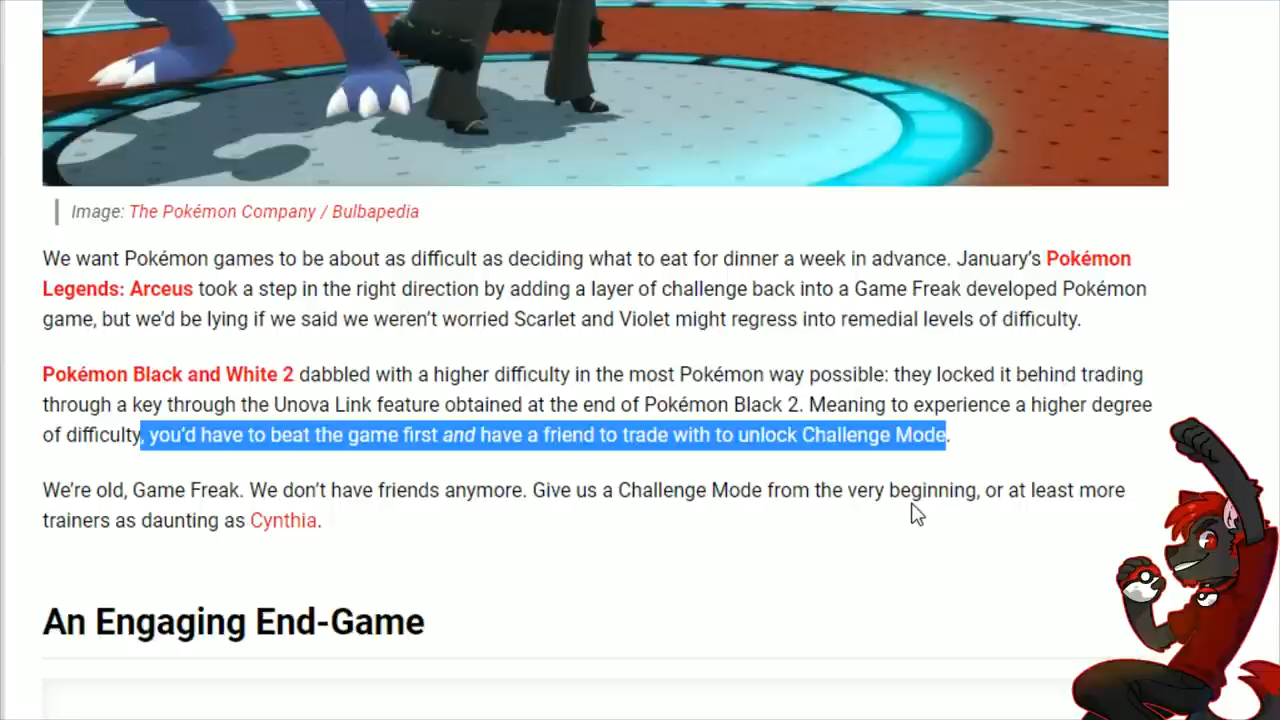 Image: The Pokémon Company / Bulbapedia
We want Pokémon games to be about as difficult as deciding what to eat for dinner a week in advance. January’s Pokémon
Legends: Arceus took a step in the right direction by adding a layer of challenge back into a Game Freak developed Pokémon
game, but we’d be lying if we said we weren’t worried Scarlet and Violet might regress into remedial levels of difficulty.
Pokémon Black and White 2 dabbled with a higher difficulty in the most Pokémon way possible: they locked it behind trading
through a key through the Unova Link feature obtained at the end of Pokémon Black 2. Meaning to experience a higher degree
of difficulty, you’d have to beat the game first and have a friend to trade with to unlock Challenge Mode.
We’re old, Game Freak. We don’t have friends anymore. Give us a Challenge Mode from the very beginning, or at least more
trainers as daunting as Cynthia.
An Engaging End-Game